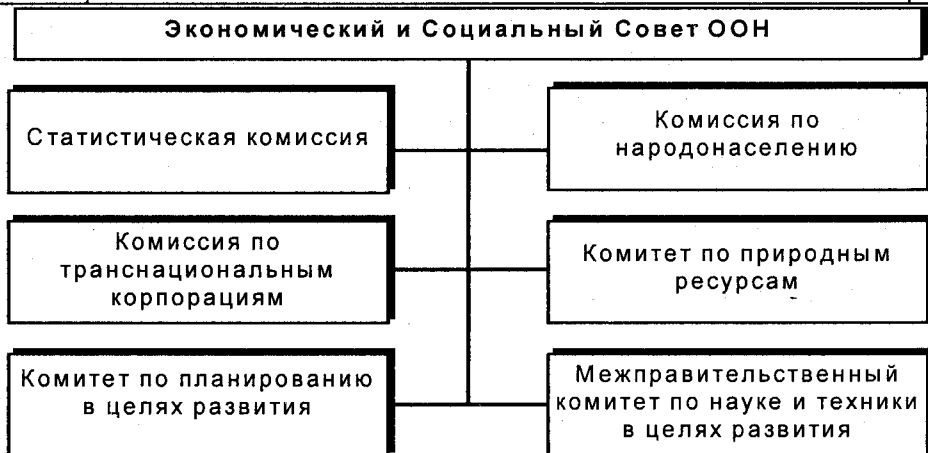 Экономический и Социальный Совет ООН
Статистическая комиссия
Комиссия по
народонаселению
Комиссия по
транснациональным
корпорациям
Комитет по природным
ресурсам
Комитет по планированию
в целях развития
Межправительственный
комитет по науке и техники
в целях развития